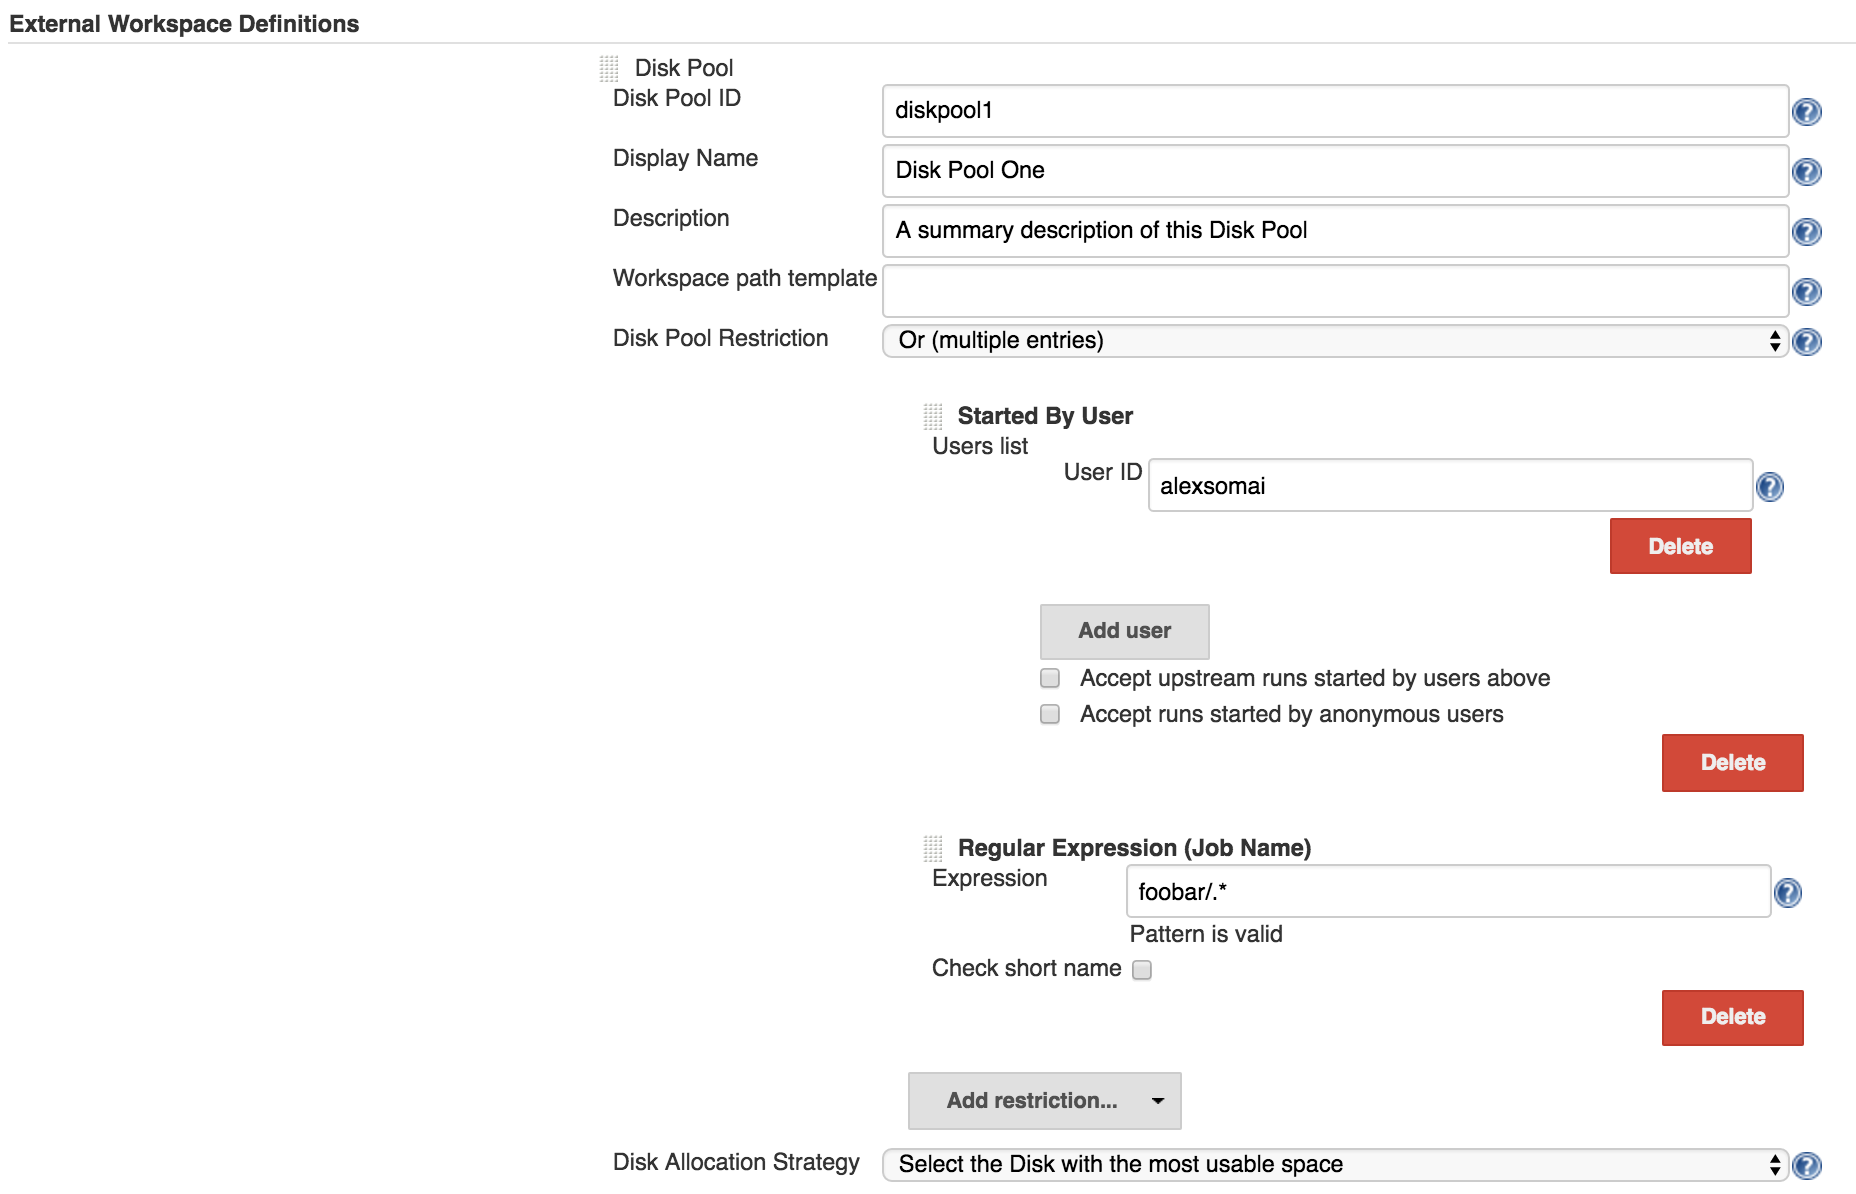 External Workspace Definitions
Disk Pool
Disk Pool ID diskpool1
Display Name Disk Pool One
Description A summary description of this Disk Pool
Workspace path template
Disk Pool Restriction Or (multiple entries)
Started By User
Users list
User ID alexsomai
Delete
Add user
Accept upstream runs started by users above
Accept runs started by anonymous users
Delete
Regular Expression (Job Name)
Expression foobar/.*
Pattern is valid
Check short name
Delete
Add restriction...
Disk Allocation Strategy Select the Disk with the most usable space